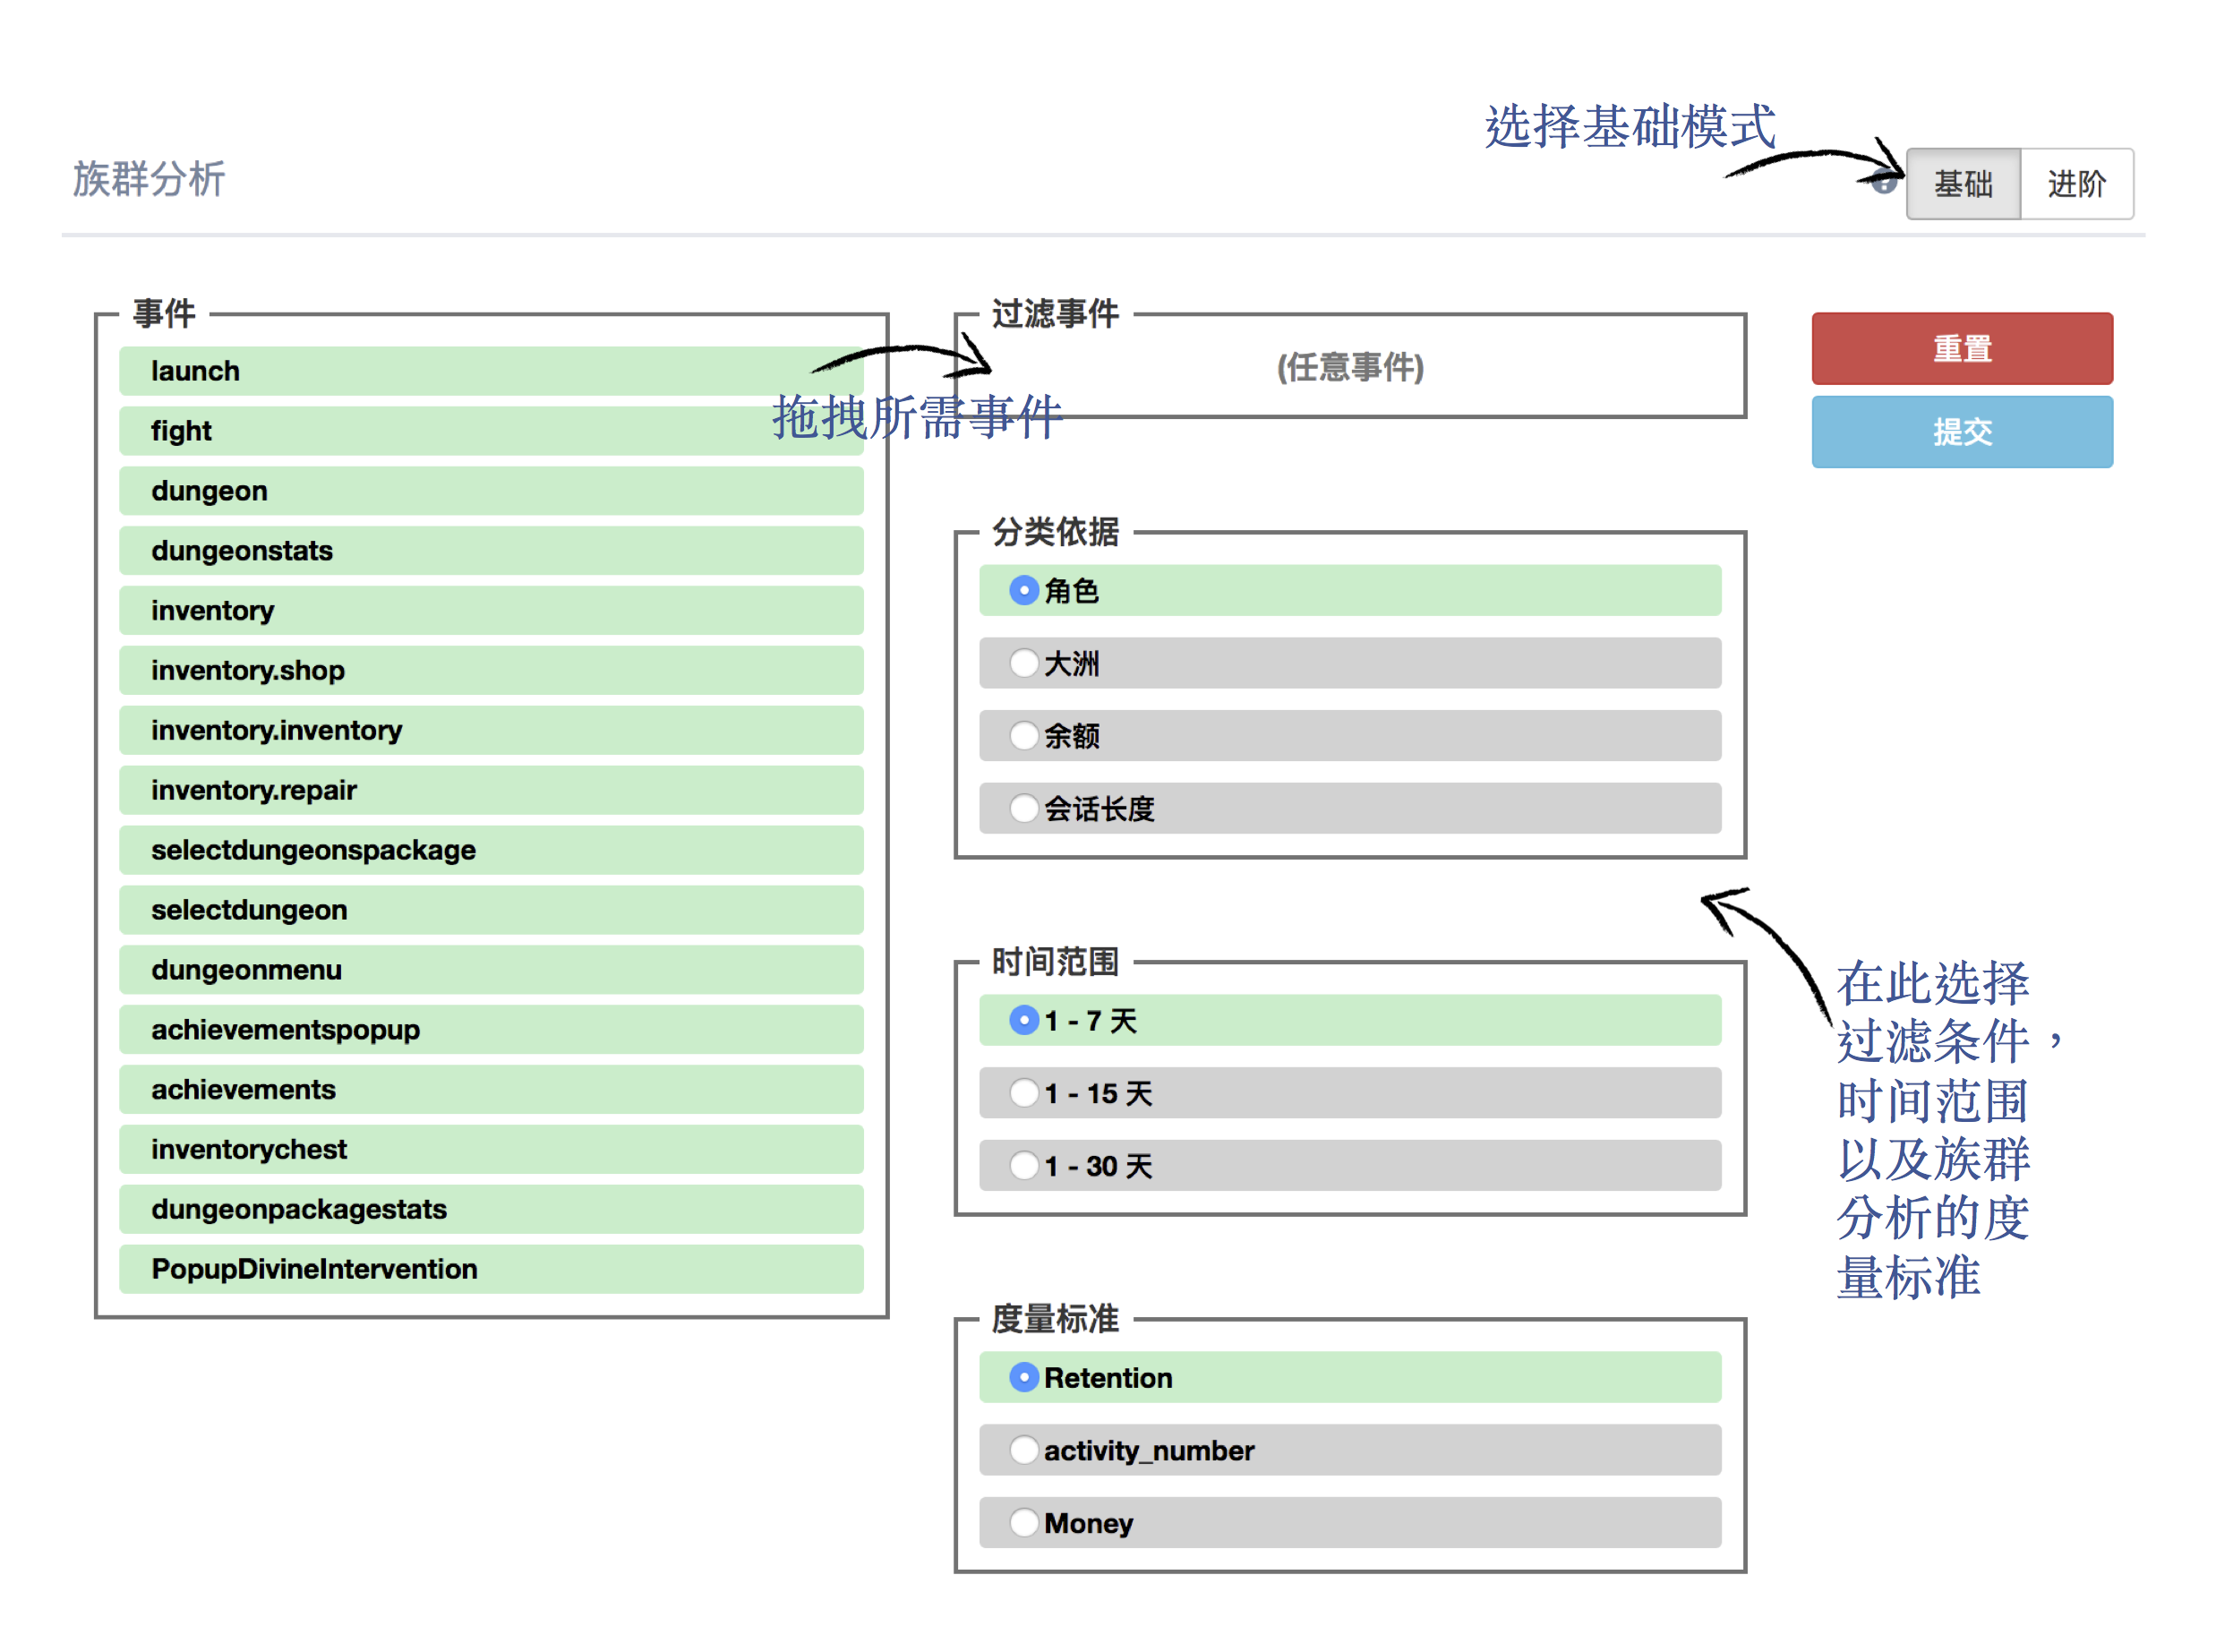 选择基础模式
族群分析
基础
进阶
事件
launch
fight
dungeon
dungeonstats
inventory
inventory.shop
inventory.inventory
inventory.repair
selectdungeonspackage
selectdungeon
dungeonmenu
achievementspopup
achievements
inventorychest
dungeonpackagestats
PopupDivineIntervention
拖拽所需事件
过滤事件
(任意事件)
重置
提交
分类依据
角色
大洲
余额
会话长度
时间范围
1 - 7 天
1 - 15 天
1 - 30 天
在此选择
过滤条件，
时间范围
以及族群
分析的度
量标准
度量标准
Retention
activity_number
Money